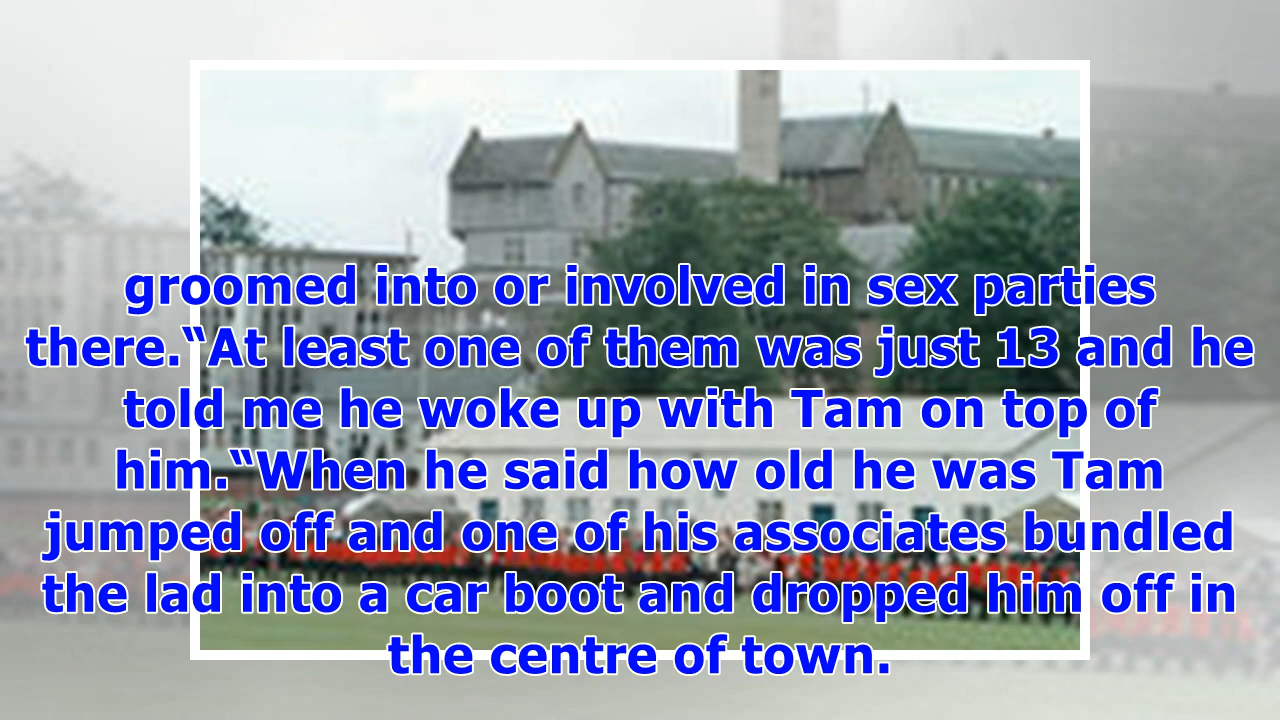 groomed into or involved in sex parties
there.“At least one of them was just 13 and he
told me he woke up with Tam on top of
him.“When he said how old he was Tam
jumped off and one of his associates bundled
the lad into a car boot and dropped him off in
the centre of town.